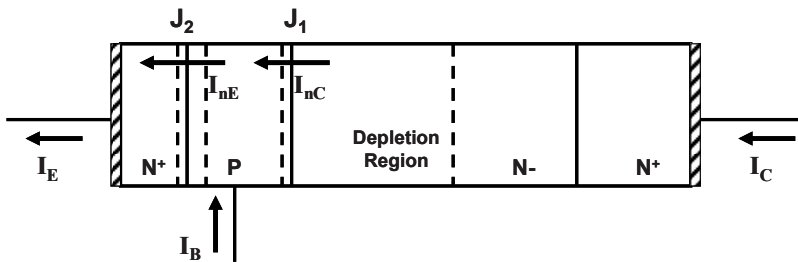 J2 J1
InE InC
Depletion
Region
N+ P N- N+
IE IC
IB